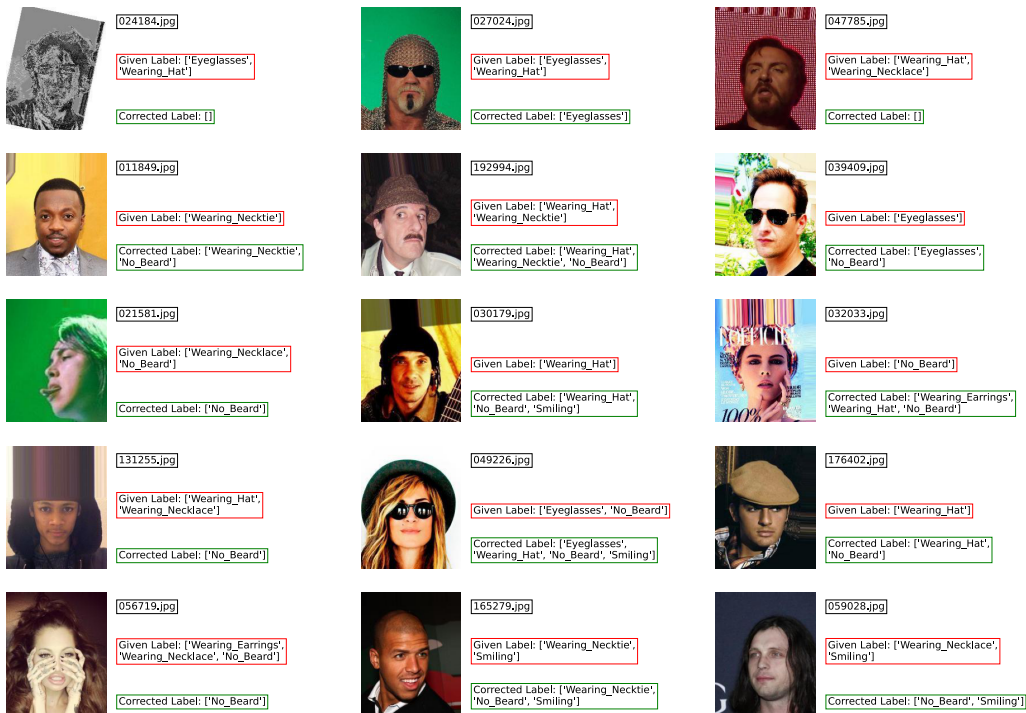 024184.jpg
Given Label: ['Eyeglasses',
'Wearing_Hat']
Corrected Label: []
027024.jpg
Given Label: ['Eyeglasses',
'Wearing_Hat']
Corrected Label: ['Eyeglasses']
047785.jpg
Given Label: ['Wearing_Hat',
'Wearing_Necklace']
Corrected Label: []
011849.jpg
Given Label: ['Wearing_Necktie']
Corrected Label: ['Wearing_Necktie',
'No_Beard']
192994.jpg
Given Label: ['Wearing_Hat',
'Wearing_Necktie']
Corrected Label: ['Wearing_Hat',
'Wearing_Necktie', 'No_Beard']
039409.jpg
Given Label: ['Eyeglasses']
Corrected Label: ['Eyeglasses',
'No_Beard']
021581.jpg
Given Label: ['Wearing_Necklace',
'No_Beard']
Corrected Label: ['No_Beard']
030179.jpg
Given Label: ['Wearing_Hat']
Corrected Label: ['Wearing_Hat',
'No_Beard', 'Smiling']
100%
032033.jpg
Given Label: ['No_Beard']
Corrected Label: ['Wearing_Earrings',
'Wearing_Hat', 'No_Beard']
131255.jpg
Given Label: ['Wearing_Hat',
'Wearing_Necklace']
Corrected Label: ['No_Beard']
049226.jpg
Given Label: ['Eyeglasses', 'No_Beard']
Corrected Label: ['Eyeglasses',
'Wearing_Hat', 'No_Beard', 'Smiling']
176402.jpg
Given Label: ['Wearing_Hat']
Corrected Label: ['Wearing_Hat',
'No_Beard']
056719.jpg
Given Label: ['Wearing_Earrings',
'Wearing_Necklace', 'No_Beard']
Corrected Label: ['No_Beard']
165279.jpg
Given Label: ['Wearing_Necktie',
'Smiling']
Corrected Label: ['Wearing_Necktie',
'No_Beard', 'Smiling']
059028.jpg
Given Label: ['Wearing_Necklace',
'Smiling']
Corrected Label: ['No_Beard', 'Smiling']